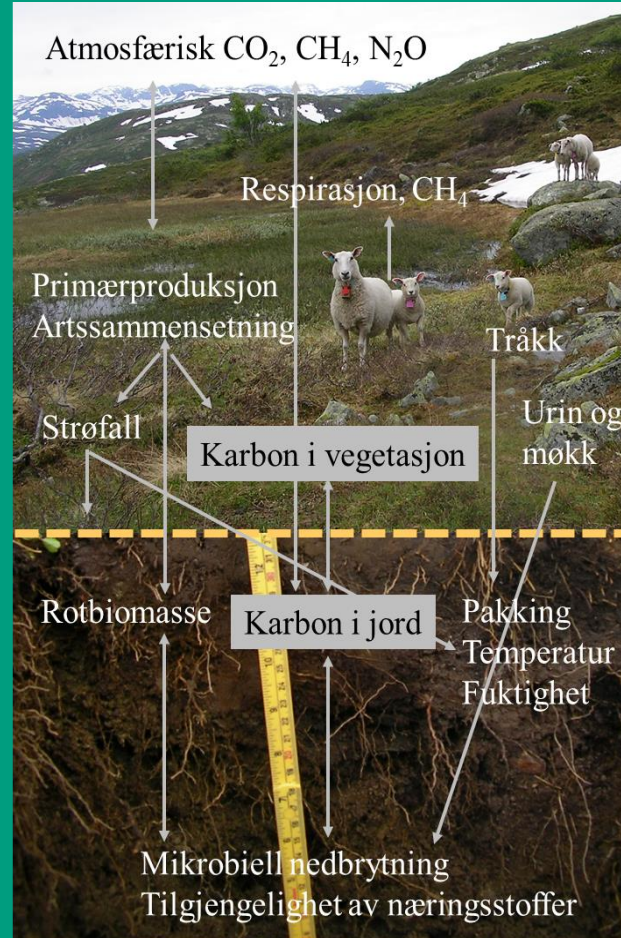 Atmosfærisk CO₂, CH₄, N₂O
Respirasjon, CH₄
Primærproduksjon
Artssammensetning
Tråkk
Strøfall
Urin og
møkk
Karbon i vegetasjon
Rotbiomasse
Karbon i jord
Pakking
Temperatur
Fuktighet
Mikrobiell nedbrytning
Tilgjengelighet av næringsstoffer